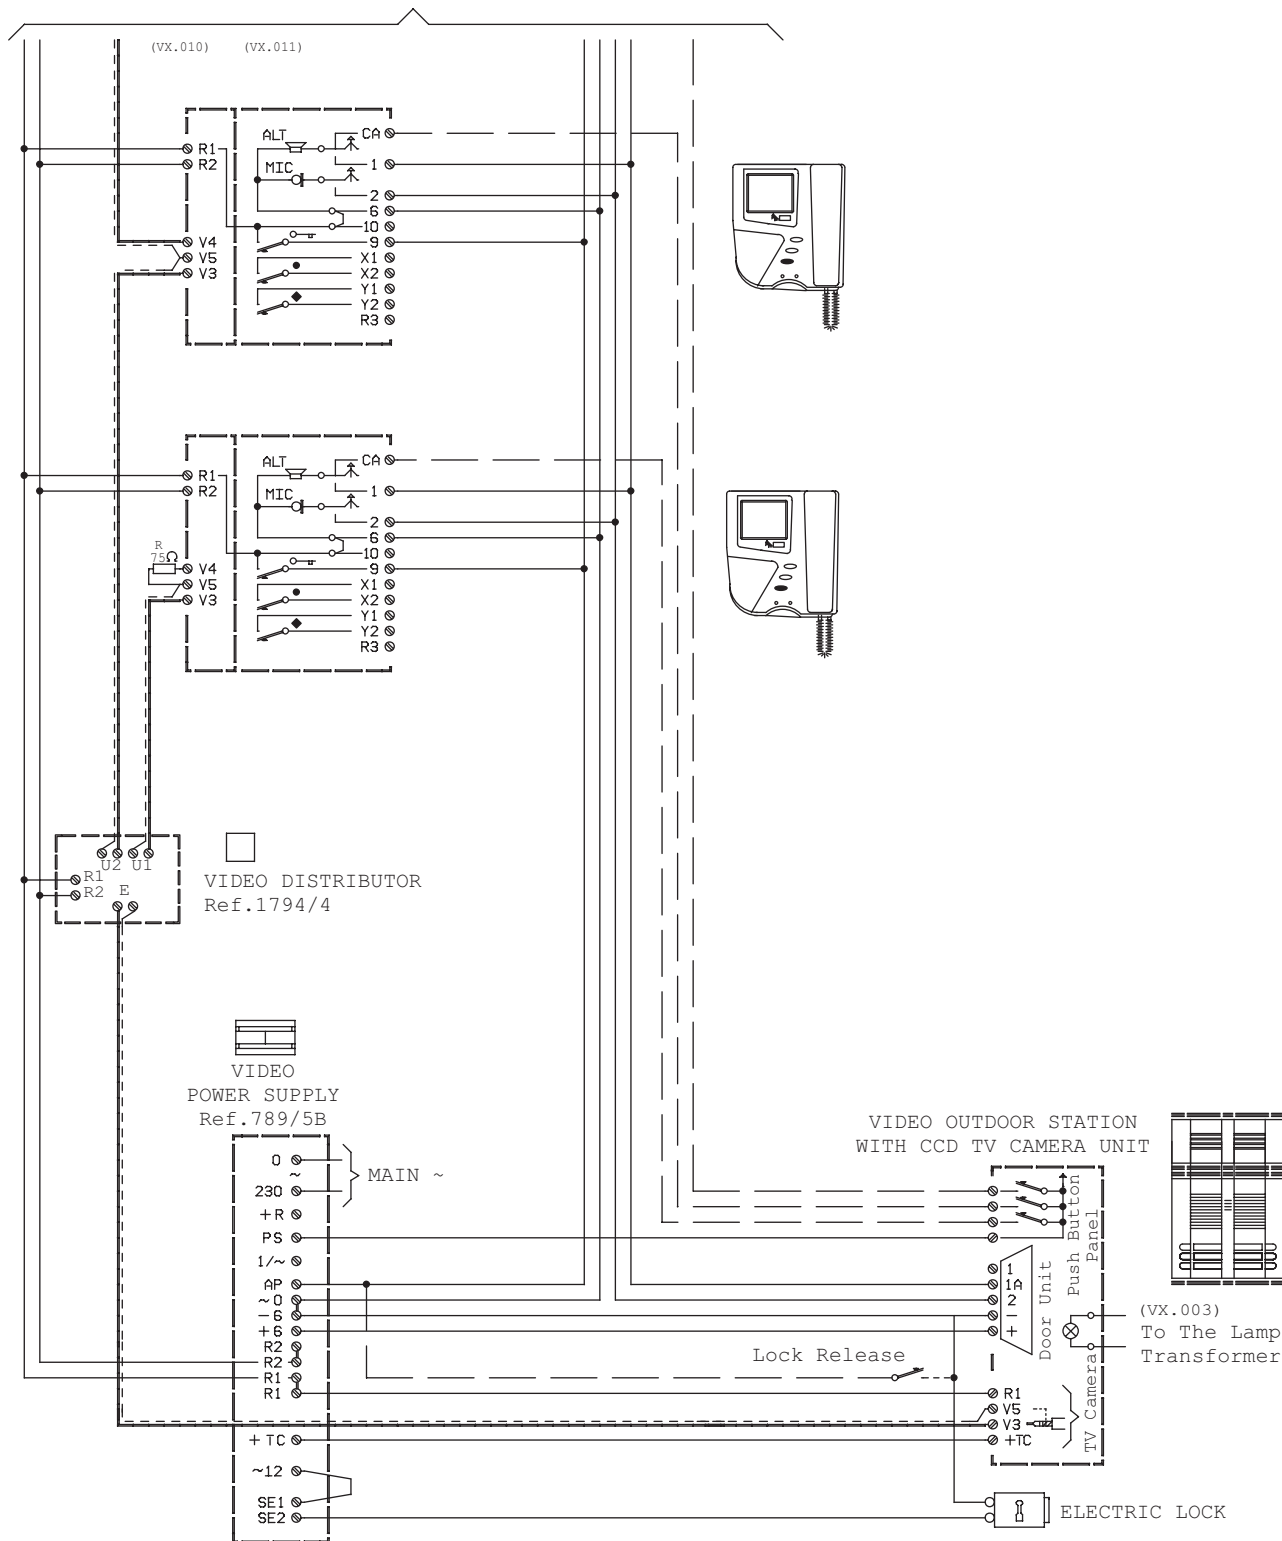 (VX.010) (VX.011)
ALT CA
R1 1
R2 MIC
2
6
10
V4 9
V5 X1
V3 X2
Y1
Y2
R3
ALT CA
R1 1
R2 MIC
2
6
R 10
75Ω V4 9
V5 X1
V3 X2
Y1
Y2
R3
U2 U1
R1
R2 E
VIDEO DISTRIBUTOR
Ref.1794/4
VIDEO
POWER SUPPLY
Ref.789/5B
0
~
230
MAIN ~
+R
PS
1/~
AP
~0
-6
+6
R2
R2
R1
R1
+TC
~12
SE1
SE2
VIDEO OUTDOOR STATION
WITH CCD TV CAMERA UNIT
Push Button
Panel
1
1A
2
-
+
Door Unit
(VX.003)
To The Lamp
Transformer
Lock Release
R1
V5
V3
+TC
TV Camera
ELECTRIC LOCK